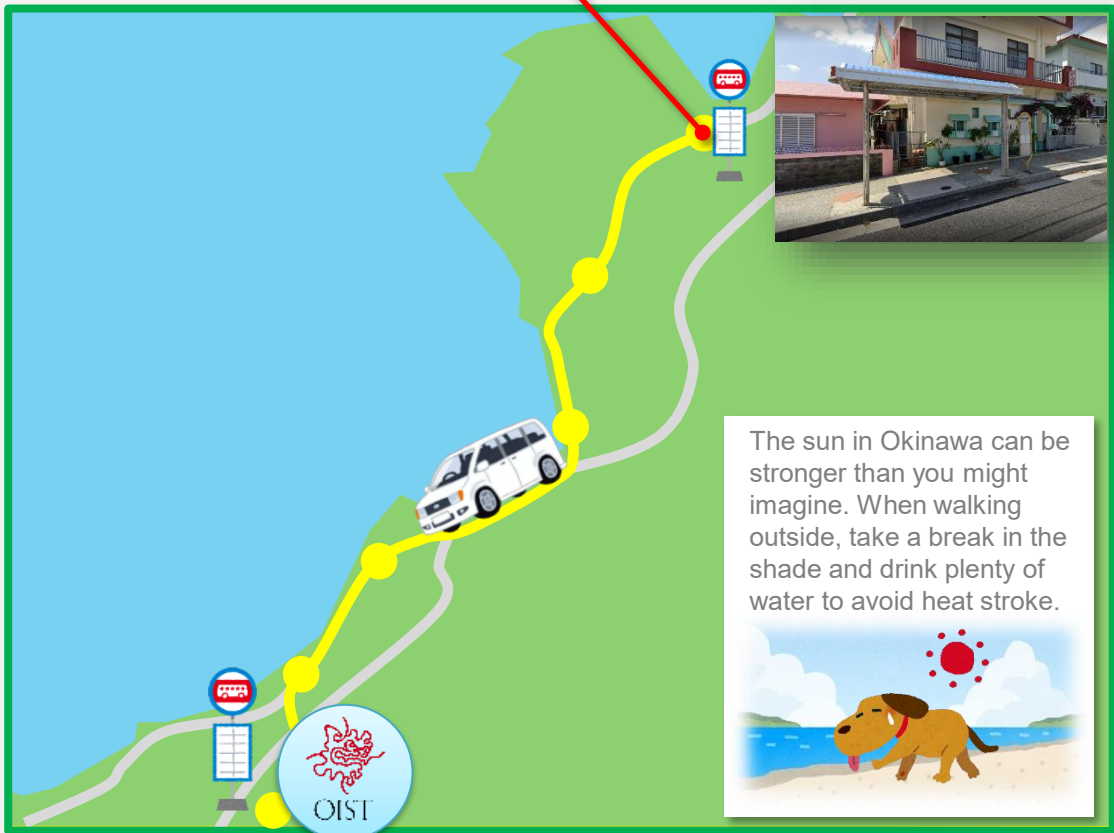 The sun in Okinawa can be
stronger than you might
imagine. When walking
outside, take a break in the
shade and drink plenty of
water to avoid heat stroke.
OIST